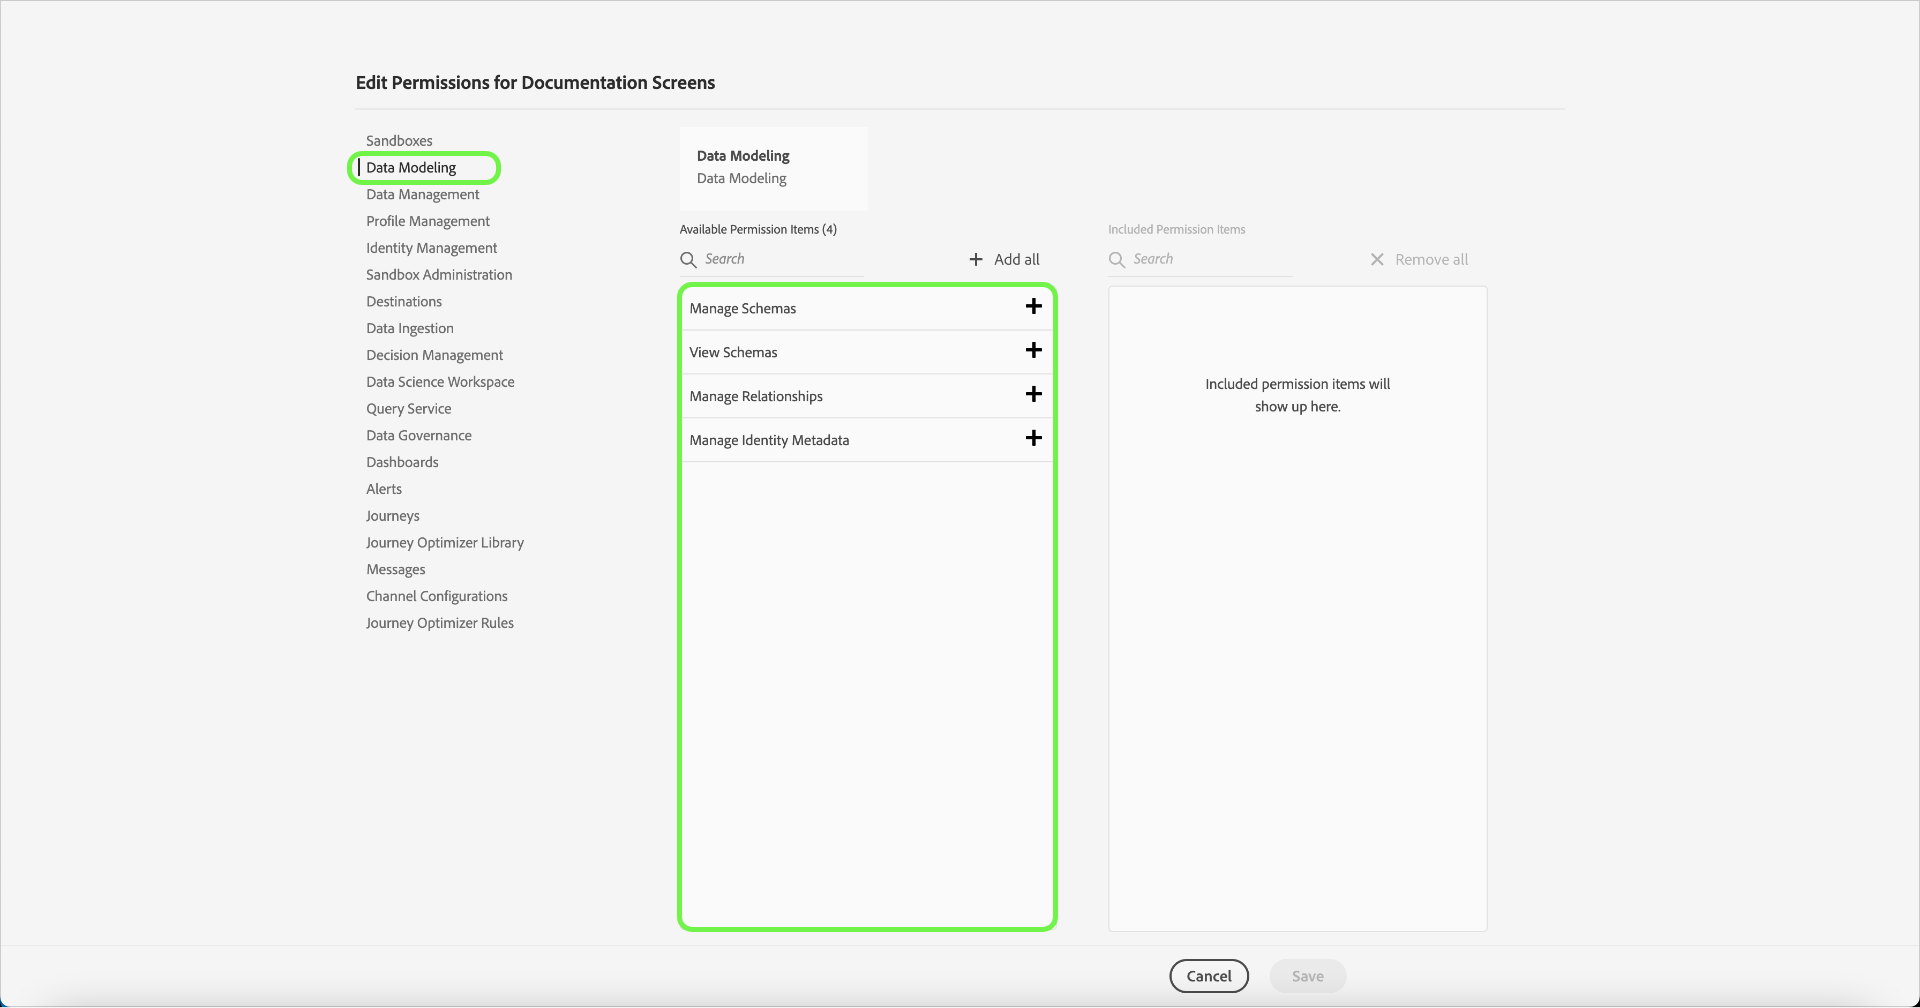 Edit Permissions for Documentation Screens
Sandboxes
Data Modeling
Data Management
Profile Management
Identity Management
Sandbox Administration
Destinations
Data Ingestion
Decision Management
Data Science Workspace
Query Service
Data Governance
Dashboards
Alerts
Journeys
Journey Optimizer Library
Messages
Channel Configurations
Journey Optimizer Rules
Data Modeling
Data Modeling
Available Permission Items (4)
Search
Add all
Manage Schemas
View Schemas
Manage Relationships
Manage Identity Metadata
Included Permission Items
Search
Remove all
Included permission items will
show up here.
Cancel
Save